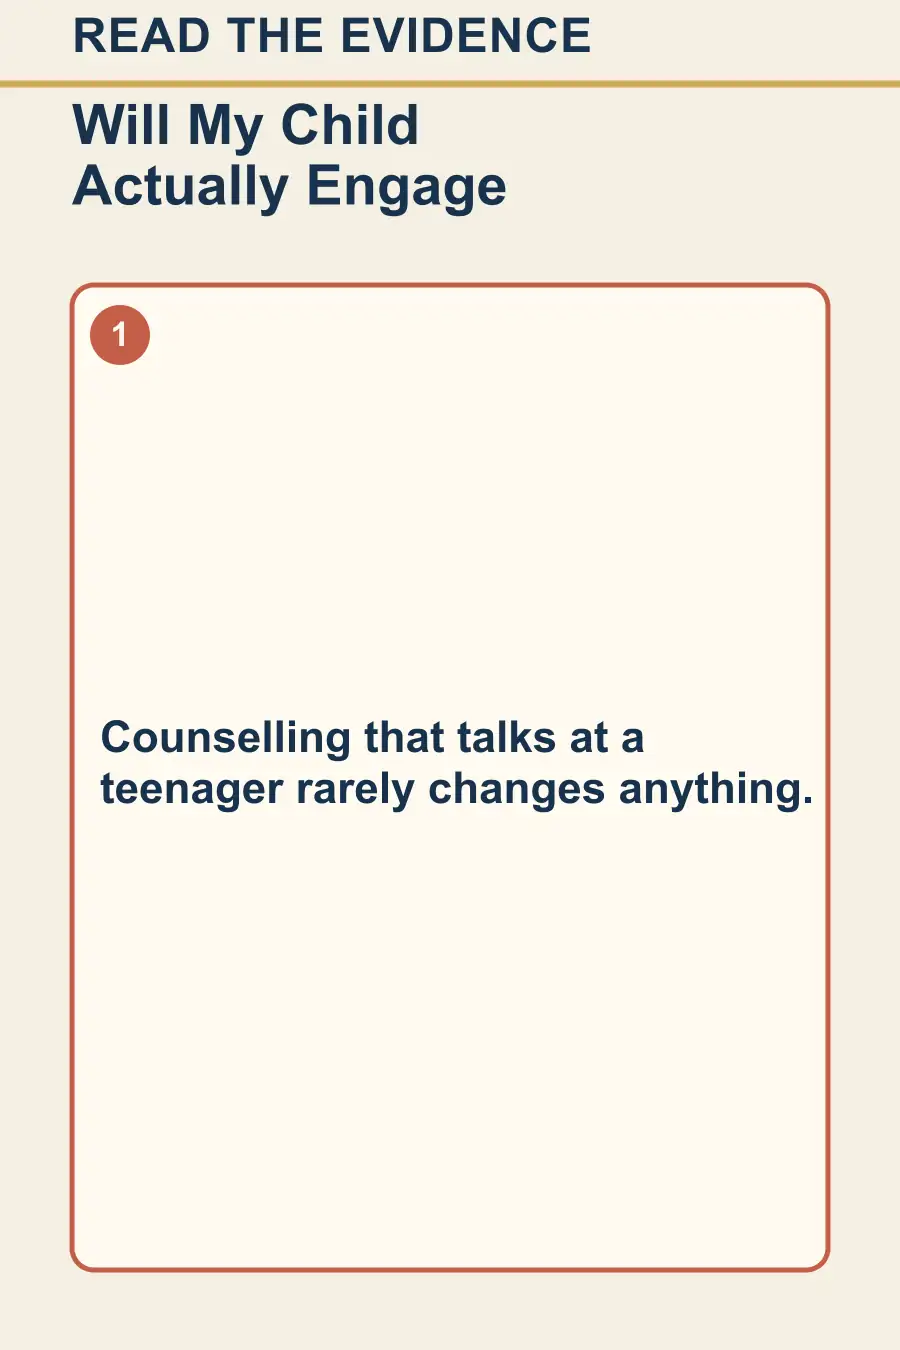 READ THE EVIDENCE
Will My Child
Actually Engage
1
Counselling that talks at a
teenager rarely changes anything.